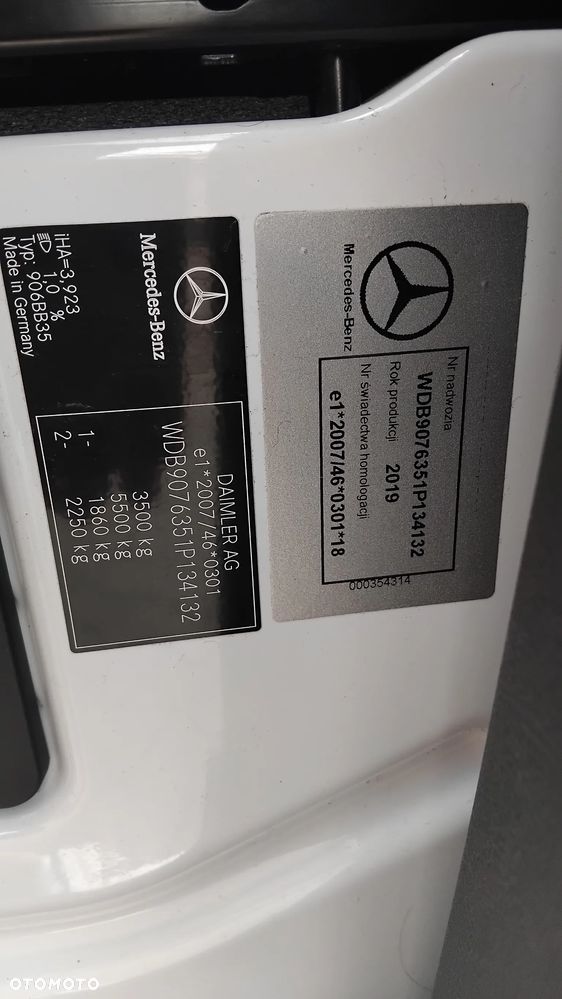 Mercedes-Benz
Nr nadwozia
WDB9076351P134132
Rok produkcji 2019
Nr świadectwa homologacji
e1*2007/46*0301*18
000354314
Mercedes-Benz
DAIMLER AG
e1*2007/46*0301
WDB9076351P134132
3500 kg
5500 kg
1- 1860 kg
2- 2250 kg
iHA=3,923
1,0 %
Typ: 906BB35
Made in Germany
OTOMOTO